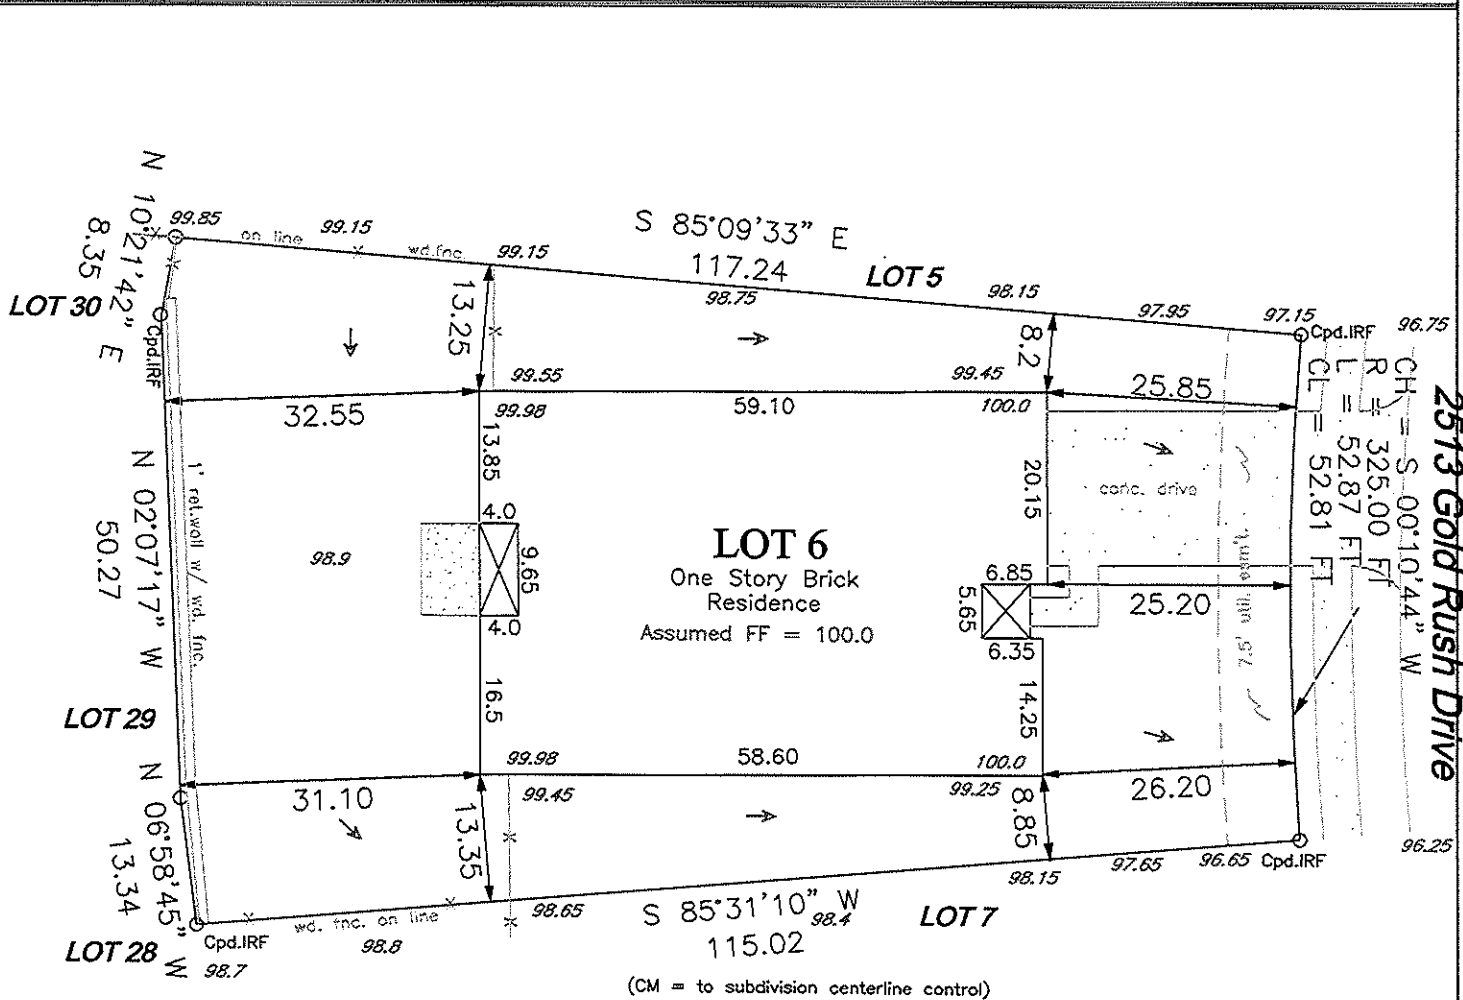 S 85°09'33" E
117.24
LOT 5
N 10°21'42" E
8.35
99.85
on line
99.15
wd.fnc.
99.15
98.75
98.15
97.95
97.15
Cpd.IRF
96.75
LOT 30
Cpd.IRF
13.25
8.2
99.55
99.45
32.55
99.98
59.10
100.0
25.85
CH = S 00°10'44" W
R = 325.00 FT
L = 52.87 FT
CL = 52.81 FT
2513 Gold Rush Drive
N 02°07'17" W
50.27
1' ret.wall w/ wd. fnc.
13.85
20.15
conc. drive
4.0
9.65
4.0
98.9
LOT 6
One Story Brick
Residence
Assumed FF = 100.0
6.85
5.65
6.35
25.20
7.5' util. esm't.
LOT 29
16.5
14.25
99.98
58.60
100.0
31.10
99.45
99.25
26.20
N 06°58'45" W
13.34
13.35
8.85
98.15
97.65
96.65
Cpd.IRF
96.25
LOT 28
Cpd.IRF
98.7
wd. fnc. on line
98.8
98.65
S 85°31'10" W
98.4
115.02
LOT 7
(CM = to subdivision centerline control)